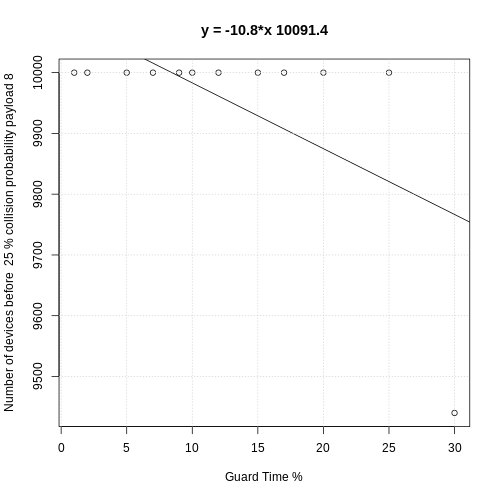 y = -10.8*x 10091.4
Number of devices before  25 % collision probability payload 8
10000
9900
9800
9700
9600
9500
0 5 10 15 20 25 30
Guard Time %